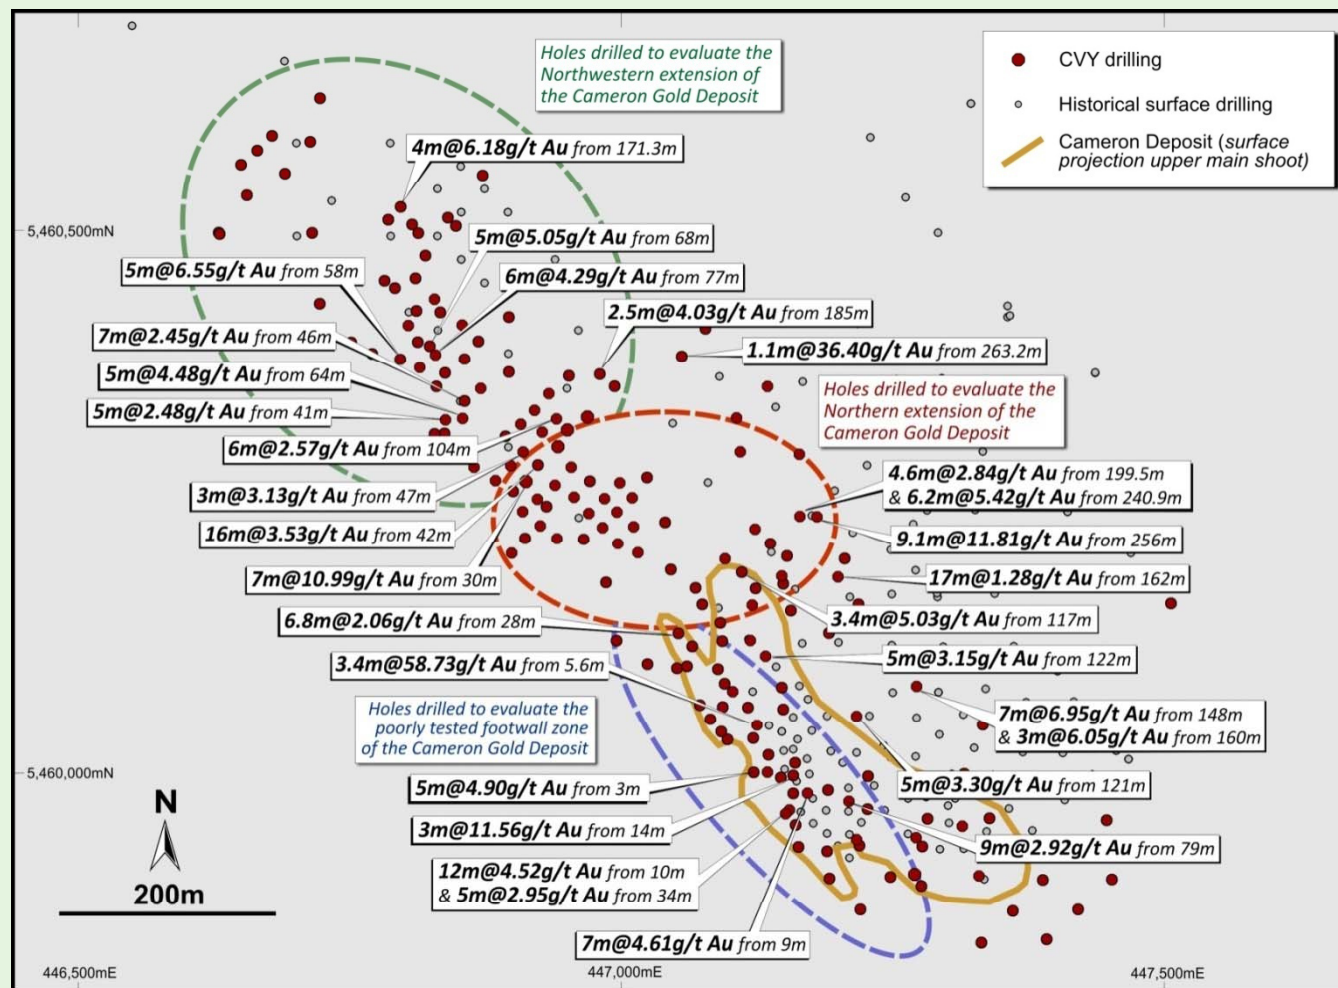 Holes drilled to evaluate the
Northwestern extension of
the Cameron Gold Deposit
CVY drilling
Historical surface drilling
Cameron Deposit (surface
projection upper main shoot)
4m@6.18g/t Au from 171.3m
5,460,500mN
5m@5.05g/t Au from 68m
5m@6.55g/t Au from 58m
6m@4.29g/t Au from 77m
2.5m@4.03g/t Au from 185m
7m@2.45g/t Au from 46m
1.1m@36.40g/t Au from 263.2m
5m@4.48g/t Au from 64m
Holes drilled to evaluate the
Northern extension of the
Cameron Gold Deposit
5m@2.48g/t Au from 41m
6m@2.57g/t Au from 104m
4.6m@2.84g/t Au from 199.5m
& 6.2m@5.42g/t Au from 240.9m
3m@3.13g/t Au from 47m
16m@3.53g/t Au from 42m
9.1m@11.81g/t Au from 256m
7m@10.99g/t Au from 30m
17m@1.28g/t Au from 162m
6.8m@2.06g/t Au from 28m
3.4m@5.03g/t Au from 117m
3.4m@58.73g/t Au from 5.6m
5m@3.15g/t Au from 122m
Holes drilled to evaluate the
poorly tested footwall zone
of the Cameron Gold Deposit
7m@6.95g/t Au from 148m
& 3m@6.05g/t Au from 160m
5,460,000mN
5m@4.90g/t Au from 3m
5m@3.30g/t Au from 121m
N
200m
3m@11.56g/t Au from 14m
9m@2.92g/t Au from 79m
12m@4.52g/t Au from 10m
& 5m@2.95g/t Au from 34m
7m@4.61g/t Au from 9m
446,500mE
447,000mE
447,500mE